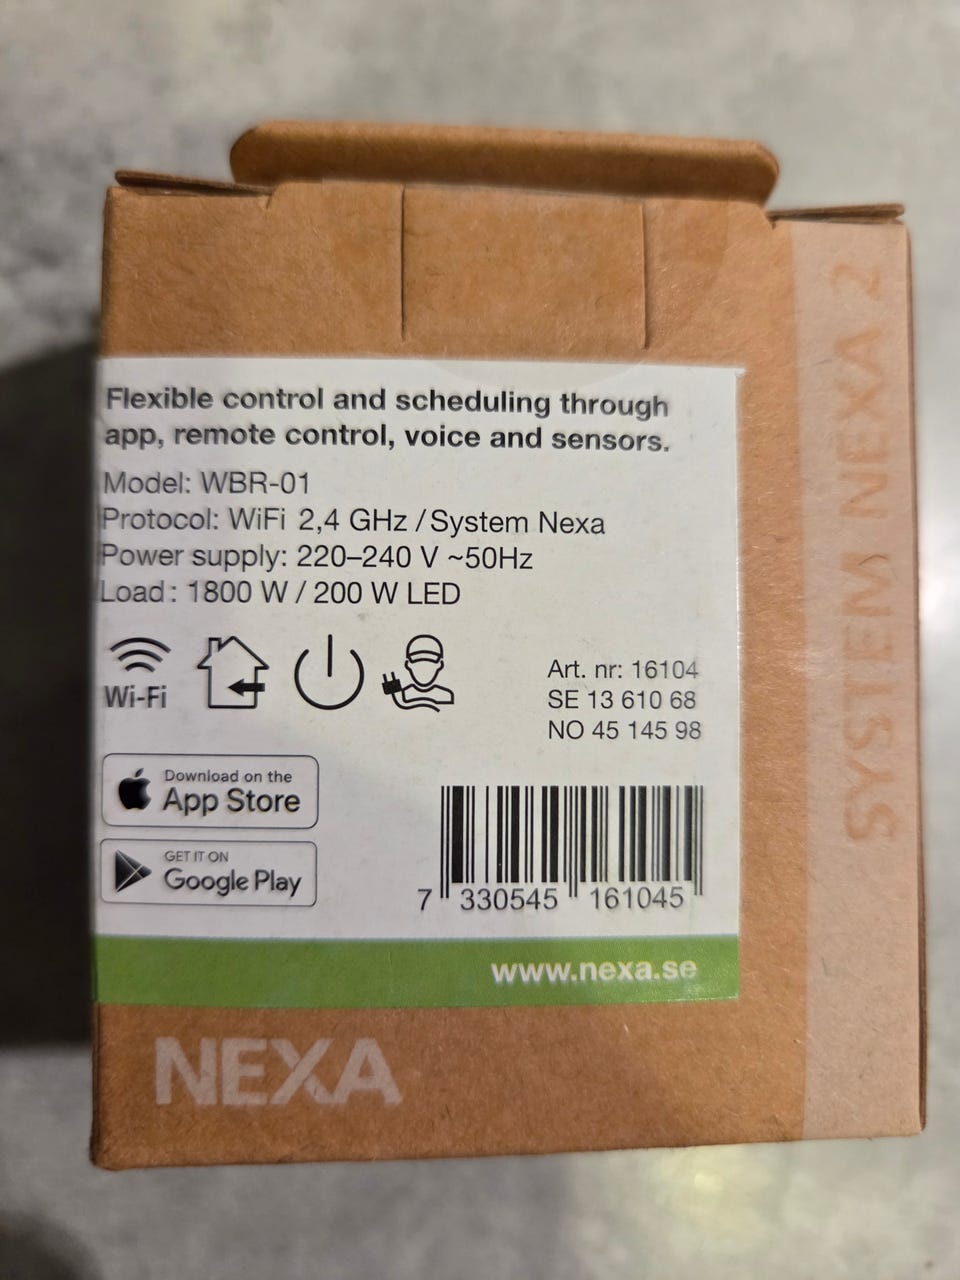 Flexible control and scheduling through
app, remote control, voice and sensors.
Model: WBR-01
Protocol: WiFi 2,4 GHz / System Nexa
Power supply: 220–240 V ~50Hz
Load: 1800 W / 200 W LED
Wi-Fi
Art. nr: 16104
SE 13 610 68
NO 45 145 98
Download on the
App Store
GET IT ON
Google Play
7 330545 161045
www.nexa.se
NEXA
SYSTEM NEXA 2